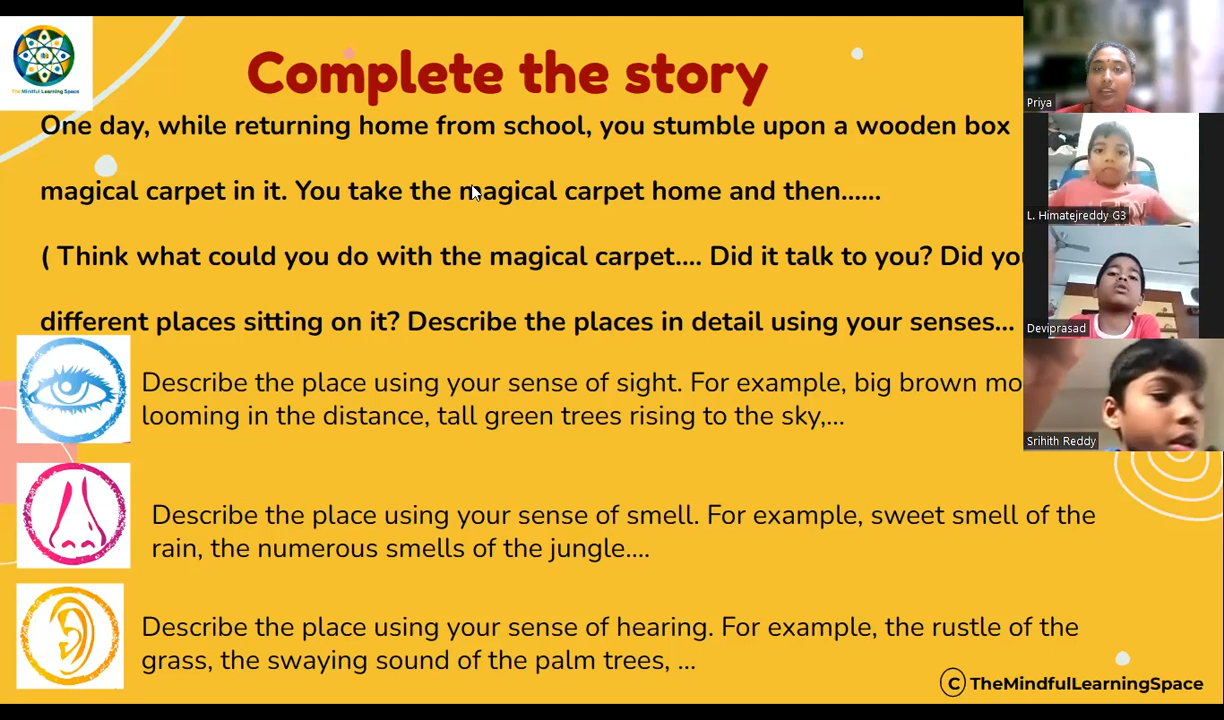 The Mindful Learning Space
Complete the story
One day, while returning home from school, you stumble upon a wooden box
magical carpet in it. You take the magical carpet home and then......
( Think what could you do with the magical carpet.... Did it talk to you? Did
different places sitting on it? Describe the places in detail using your senses...
Describe the place using your sense of sight. For example, big brown
looming in the distance, tall green trees rising to the sky,...
Describe the place using your sense of smell. For example, sweet smell of the
rain, the numerous smells of the jungle....
Describe the place using your sense of hearing. For example, the rustle of the
grass, the swaying sound of the palm trees, ...
C TheMindfulLearningSpace
Priya
L. Himatejreddy G3
Deviprasad
Srihith Reddy